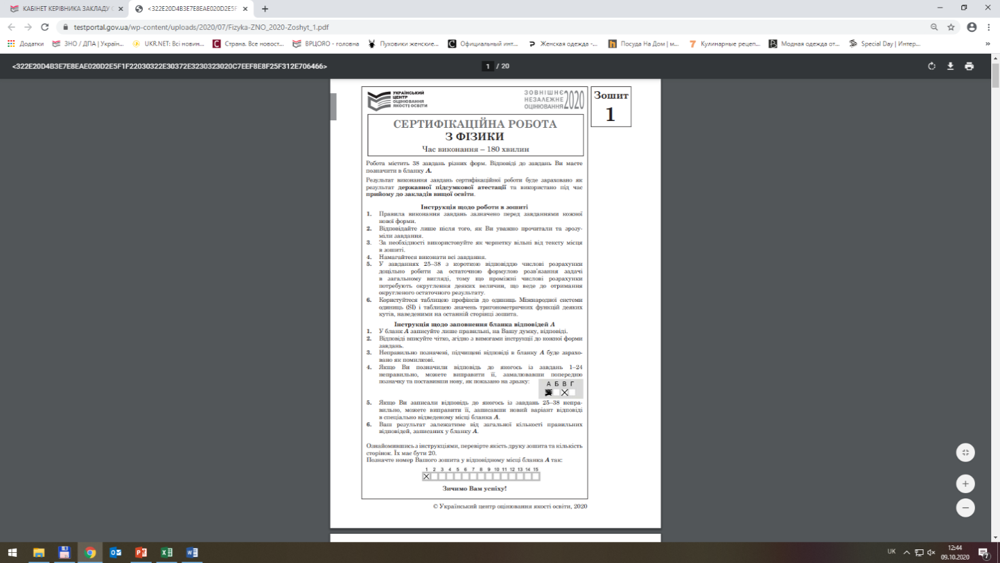 КАБІНЕТ КЕРІВНИКА ЗАКЛАДУ
<322E20D4B3E7E8EAE020D2E5F
testportal.gov.ua/wp-content/uploads/2020/07/Fizyka-ZNO_2020-Zoshyt_1.pdf
Додатки
ЗНО / ДПА | Україн...
UKR.NET: Всі новин...
Страна. Все новост...
ВРЦОЯО - головна
Пуховики женские...
Официальный инт...
Женская одежда -...
Посуда На Дом | м...
Кулинарные рецеп...
Модная одежда от...
Special Day | Интер...
<322E20D4B3E7E8EAE020D2E5F1F22030322E30372E3230323020C7EEF8E8F25F312E706466>
1 / 20
УКРАЇНСЬКИЙ
ЦЕНТР
ОЦІНЮВАННЯ
ЯКОСТІ ОСВІТИ
ЗОВНІШНЄ
НЕЗАЛЕЖНЕ
ОЦІНЮВАННЯ 2020
Зошит
1
СЕРТИФІКАЦІЙНА РОБОТА
З ФІЗИКИ
Час виконання – 180 хвилин
Робота містить 38 завдань різних форм. Відповіді до завдань Ви маєте
позначити в бланку А.
Результат виконання завдань сертифікаційної роботи буде зараховано як
результат державної підсумкової атестації та використано під час
прийому до закладів вищої освіти.
Інструкція щодо роботи в зошиті
1. Правила виконання завдань зазначено перед завданнями кожної
нової форми.
2. Відповідайте лише після того, як Ви уважно прочитали та зрозу-
міли завдання.
3. За необхідності використовуйте як чернетку вільні від тексту місця
в зошиті.
4. Намагайтеся виконати всі завдання.
5. У завданнях 25–38 з короткою відповіддю числові розрахунки
доцільно робити за остаточною формулою розв'язання задачі
в загальному вигляді, тому що проміжні числові розрахунки
потребують округлення деяких величин, що веде до отримання
округленого остаточного результату.
6. Користуйтеся таблицею префіксів до одиниць Міжнародної системи
одиниць (SI) і таблицею значень тригонометричних функцій деяких
кутів, наведеними на останній сторінці зошита.
Інструкція щодо заповнення бланка відповідей А
1. У бланк А записуйте лише правильні, на Вашу думку, відповіді.
2. Відповіді вписуйте чітко, згідно з вимогами інструкції до кожної форми
завдань.
3. Неправильно позначені, підчищені відповіді в бланку А буде зарахо-
вано як помилкові.
4. Якщо Ви позначили відповідь до якогось із завдань 1–24
неправильно, можете виправити її, замалювавши попередню
позначку та поставивши нову, як показано на зразку:
А Б В Г
5. Якщо Ви записали відповідь до якогось із завдань 25–38 непра-
вильно, можете виправити її, записавши новий варіант відповіді
в спеціально відведеному місці бланка А.
6. Ваш результат залежатиме від загальної кількості правильних
відповідей, записаних у бланку А.
Ознайомившись з інструкціями, перевірте якість друку зошита та кількість
сторінок. Їх має бути 20.
Позначте номер Вашого зошита у відповідному місці бланка А так:
1 2 3 4 5 6 7 8 9 10 11 12 13 14 15
Зичимо Вам успіху!
© Український центр оцінювання якості освіти, 2020
UK
12:44
09.10.2020
7